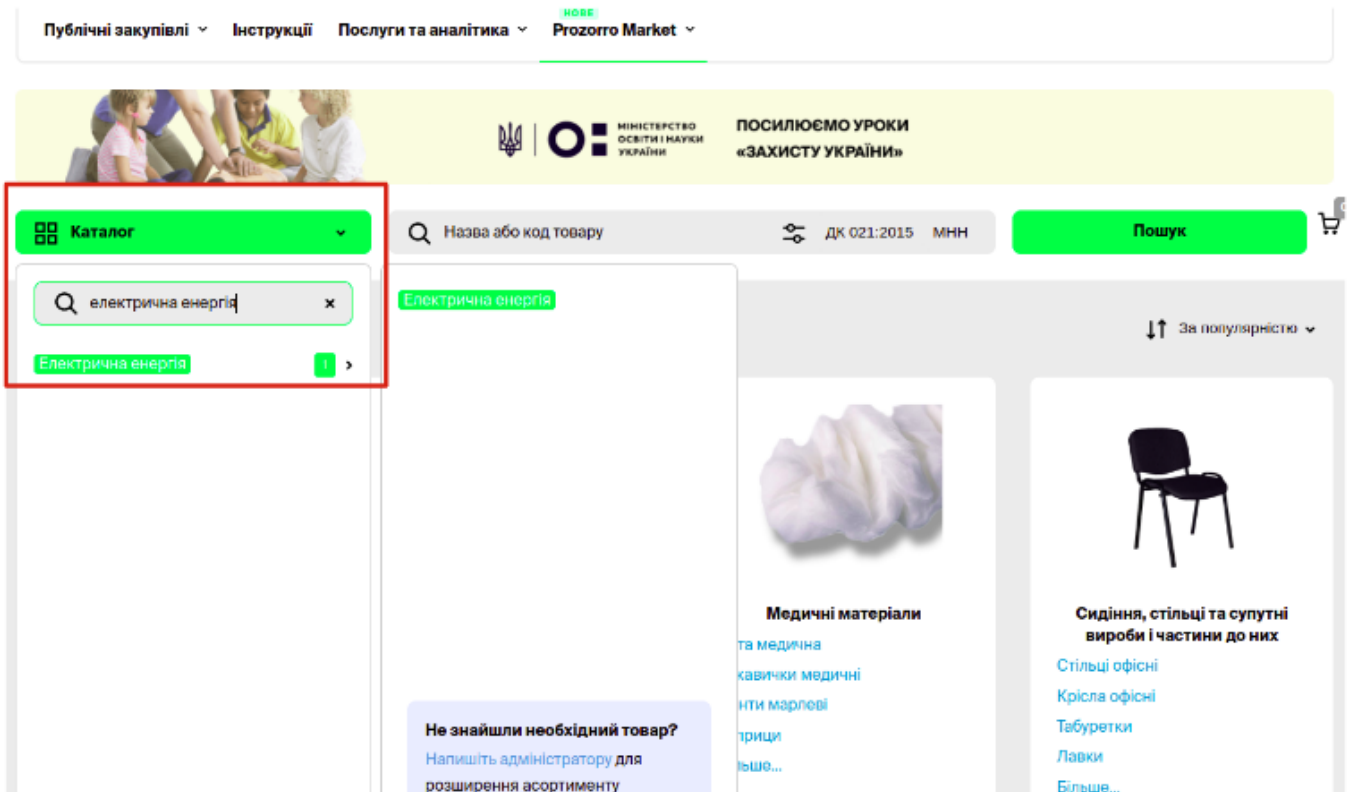 НОВЕ
Публічні закупівлі Інструкції Послуги та аналітика Prozorro Market
МІНІСТЕРСТВО
ОСВІТИ І НАУКИ
УКРАЇНИ
ПОСИЛЮЄМО УРОКИ
«ЗАХИСТУ УКРАЇНИ»
Каталог
Назва або код товару
ДК 021:2015 МНН
Пошук
електрична енергія
Електрична енергія 1
Електрична енергія
За популярністю
Медичні матеріали
та медична
кавички медичні
нти марлеві
прици
льше...
Сидіння, стільці та супутні
вироби і частини до них
Стільці офісні
Крісла офісні
Табуретки
Лавки
Більше...
Не знайшли необхідний товар?
Напишіть адміністратору для
розширення асортименту